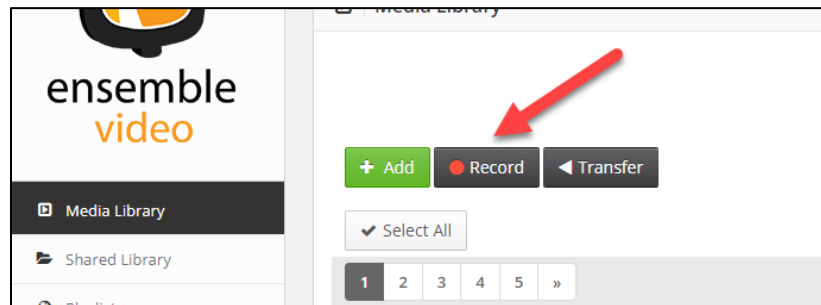 Media Library
ensemble
video
+ Add
Record
Transfer
Media Library
Select All
Shared Library
1 2 3 4 5 »